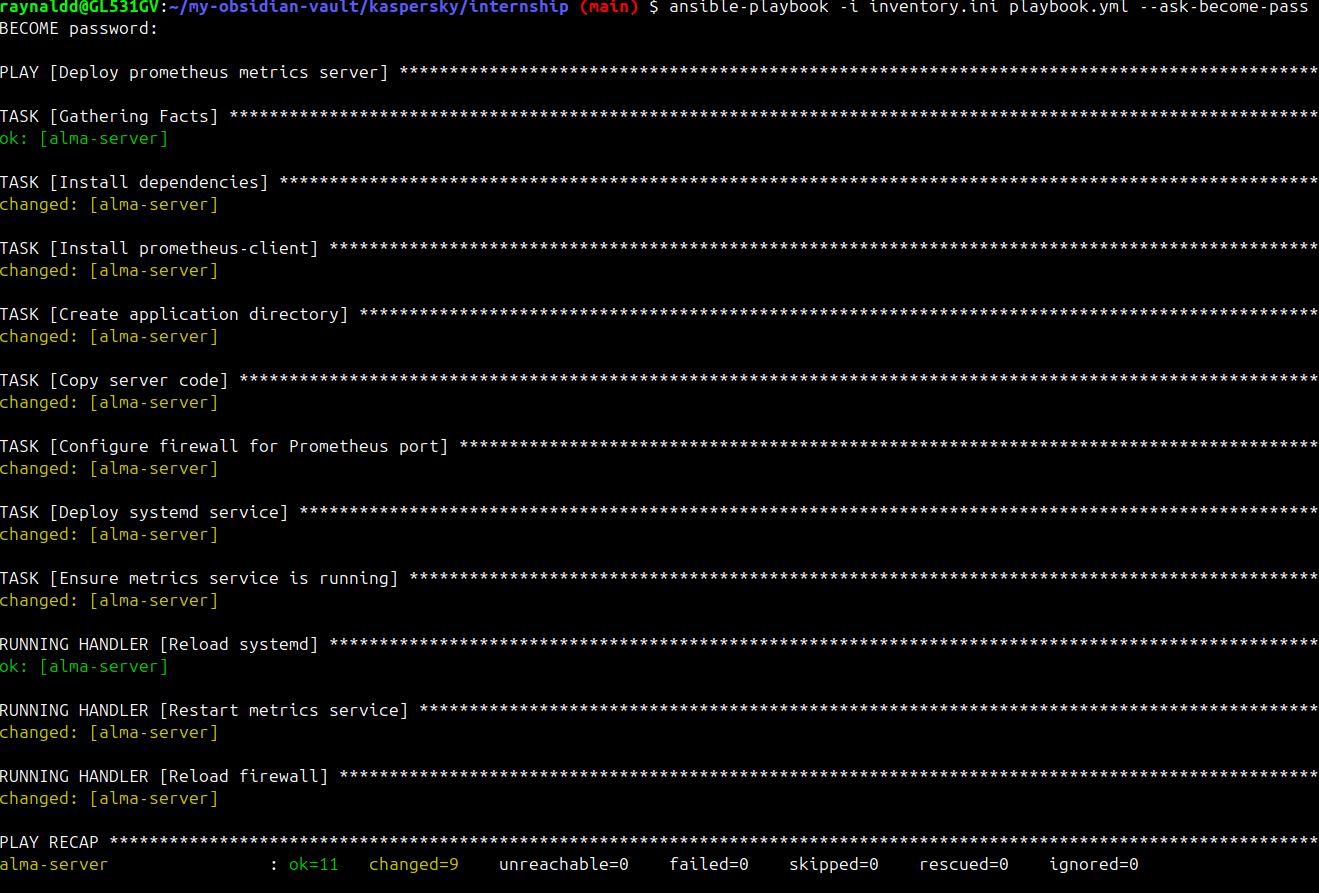 raynaldd@GL531GV:~/my-obsidian-vault/kaspersky/internship (main) $ ansible-playbook -i inventory.ini playbook.yml --ask-become-pass
BECOME password:
PLAY [Deploy prometheus metrics server] ********************************************************************************************
TASK [Gathering Facts] *************************************************************************************************************
ok: [alma-server]
TASK [Install dependencies] ********************************************************************************************************
changed: [alma-server]
TASK [Install prometheus-client] ***************************************************************************************************
changed: [alma-server]
TASK [Create application directory] ************************************************************************************************
changed: [alma-server]
TASK [Copy server code] ************************************************************************************************************
changed: [alma-server]
TASK [Configure firewall for Prometheus port] **************************************************************************************
changed: [alma-server]
TASK [Deploy systemd service] ******************************************************************************************************
changed: [alma-server]
TASK [Ensure metrics service is running] *******************************************************************************************
changed: [alma-server]
RUNNING HANDLER [Reload systemd] ***************************************************************************************************
ok: [alma-server]
RUNNING HANDLER [Restart metrics service] ******************************************************************************************
changed: [alma-server]
RUNNING HANDLER [Reload firewall] **************************************************************************************************
changed: [alma-server]
PLAY RECAP *************************************************************************************************************************
alma-server                : ok=11   changed=9    unreachable=0    failed=0    skipped=0    rescued=0    ignored=0